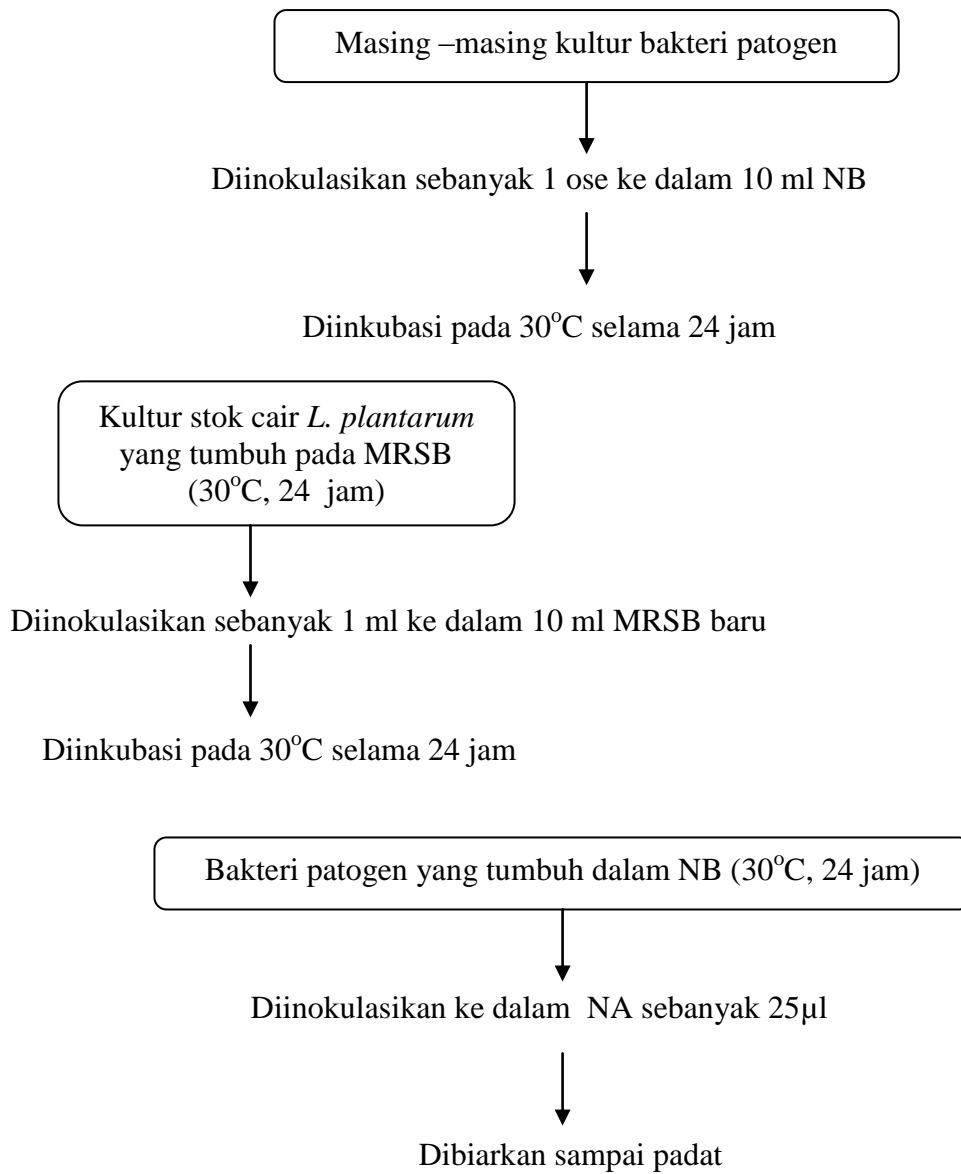 Masing –masing kultur bakteri patogen
Diinokulasikan sebanyak 1 ose ke dalam 10 ml NB
Diinkubasi pada 30°C selama 24 jam
Kultur stok cair L. plantarum
yang tumbuh pada MRSB
(30°C, 24 jam)
Diinokulasikan sebanyak 1 ml ke dalam 10 ml MRSB baru
Diinkubasi pada 30°C selama 24 jam
Bakteri patogen yang tumbuh dalam NB (30°C, 24 jam)
Diinokulasikan ke dalam NA sebanyak 25µl
Dibiarkan sampai padat